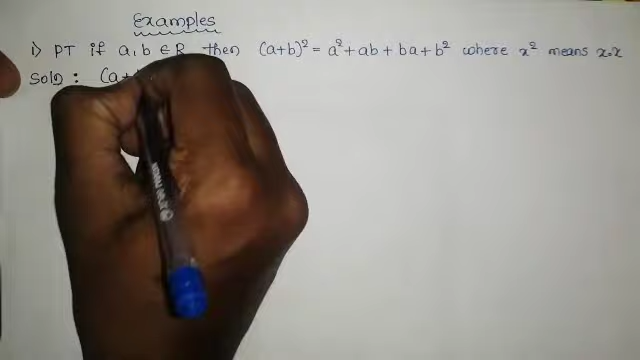 Examples
1) PT if a, b ∈ R then (a+b)² = a² + ab + ba + b² where x² means x.x
Soln : (a+